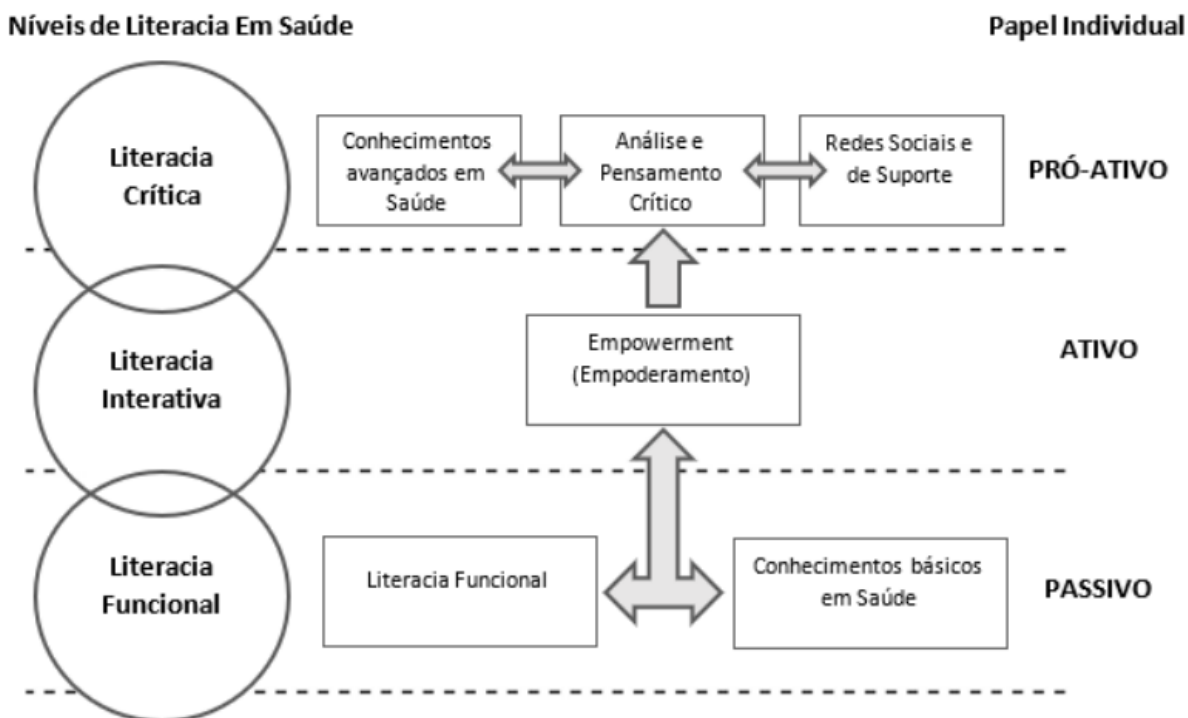 Níveis de Literacia Em Saúde
Papel Individual
Literacia
Crítica
Conhecimentos
avançados em
Saúde
Análise e
Pensamento
Crítico
Redes Sociais e
de Suporte
PRÓ-ATIVO
Literacia
Interativa
Empowerment
(Empoderamento)
ATIVO
Literacia
Funcional
Literacia Funcional
Conhecimentos básicos
em Saúde
PASSIVO